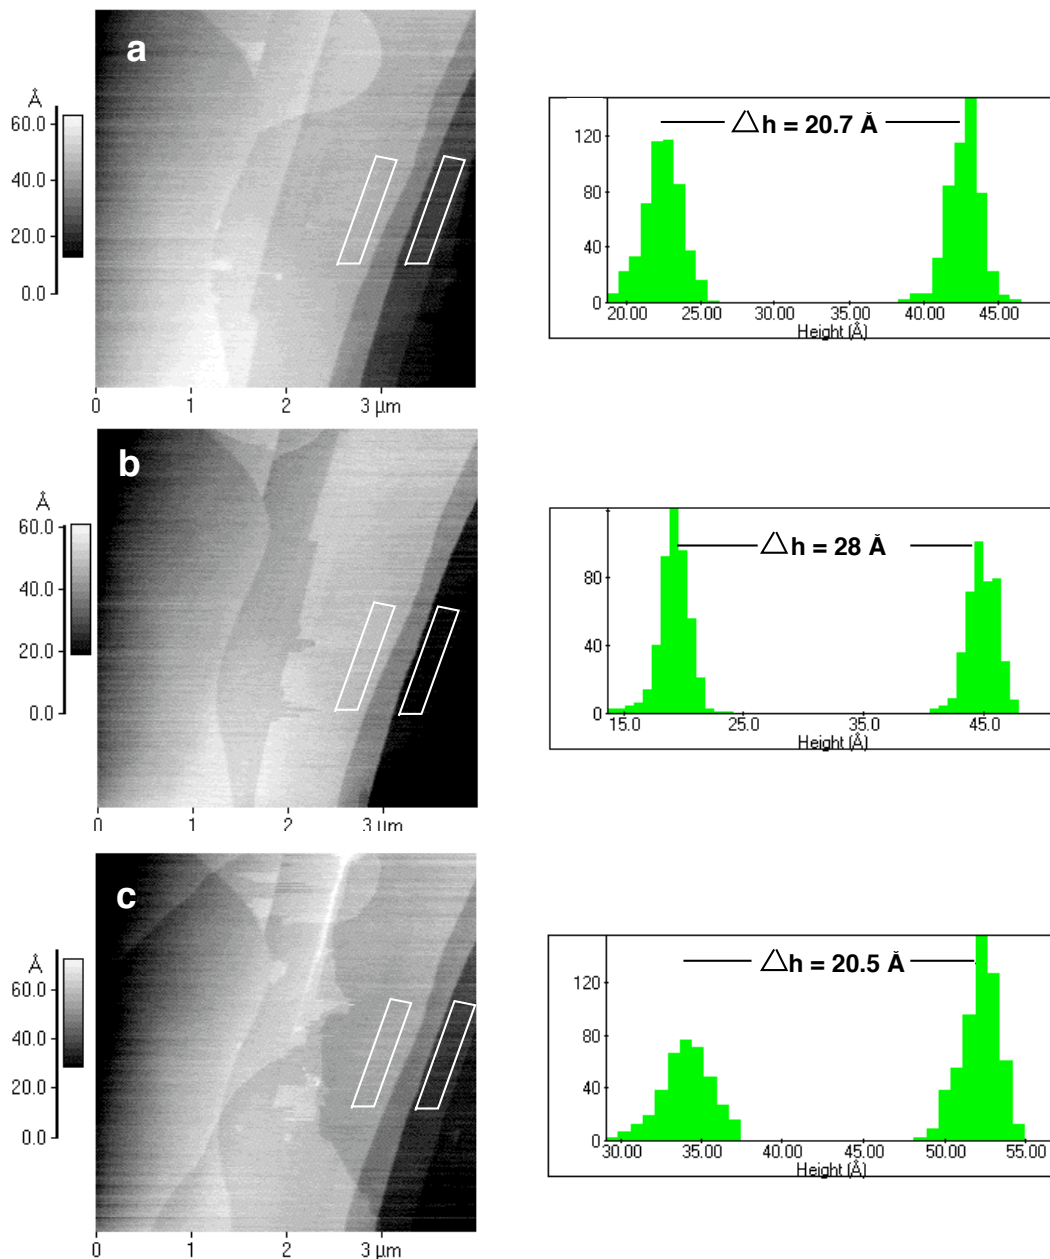 a
Å
60.0
40.0
20.0
0.0
0 1 2 3 µm
△h = 20.7 Å
120
80
40
0
20.00 25.00 30.00 35.00 40.00 45.00
Height (Å)
b
Å
60.0
40.0
20.0
0.0
0 1 2 3 µm
△h = 28 Å
80
40
0
15.0 25.0 35.0 45.0
Height (Å)
c
Å
60.0
40.0
20.0
0.0
0 1 2 3 µm
△h = 20.5 Å
120
80
40
0
30.00 35.00 40.00 45.00 50.00 55.00
Height (Å)